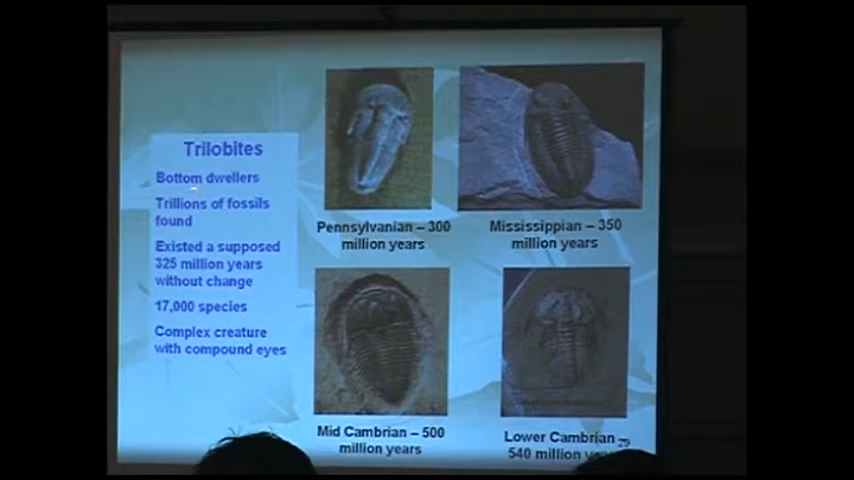 Trilobites
Bottom dwellers
Trillions of fossils
found
Existed a supposed
325 million years
without change
17,000 species
Complex creature
with compound eyes
Pennsylvanian – 300
million years
Mississippian – 350
million years
Mid Cambrian – 500
million years
Lower Cambrian –
540 million